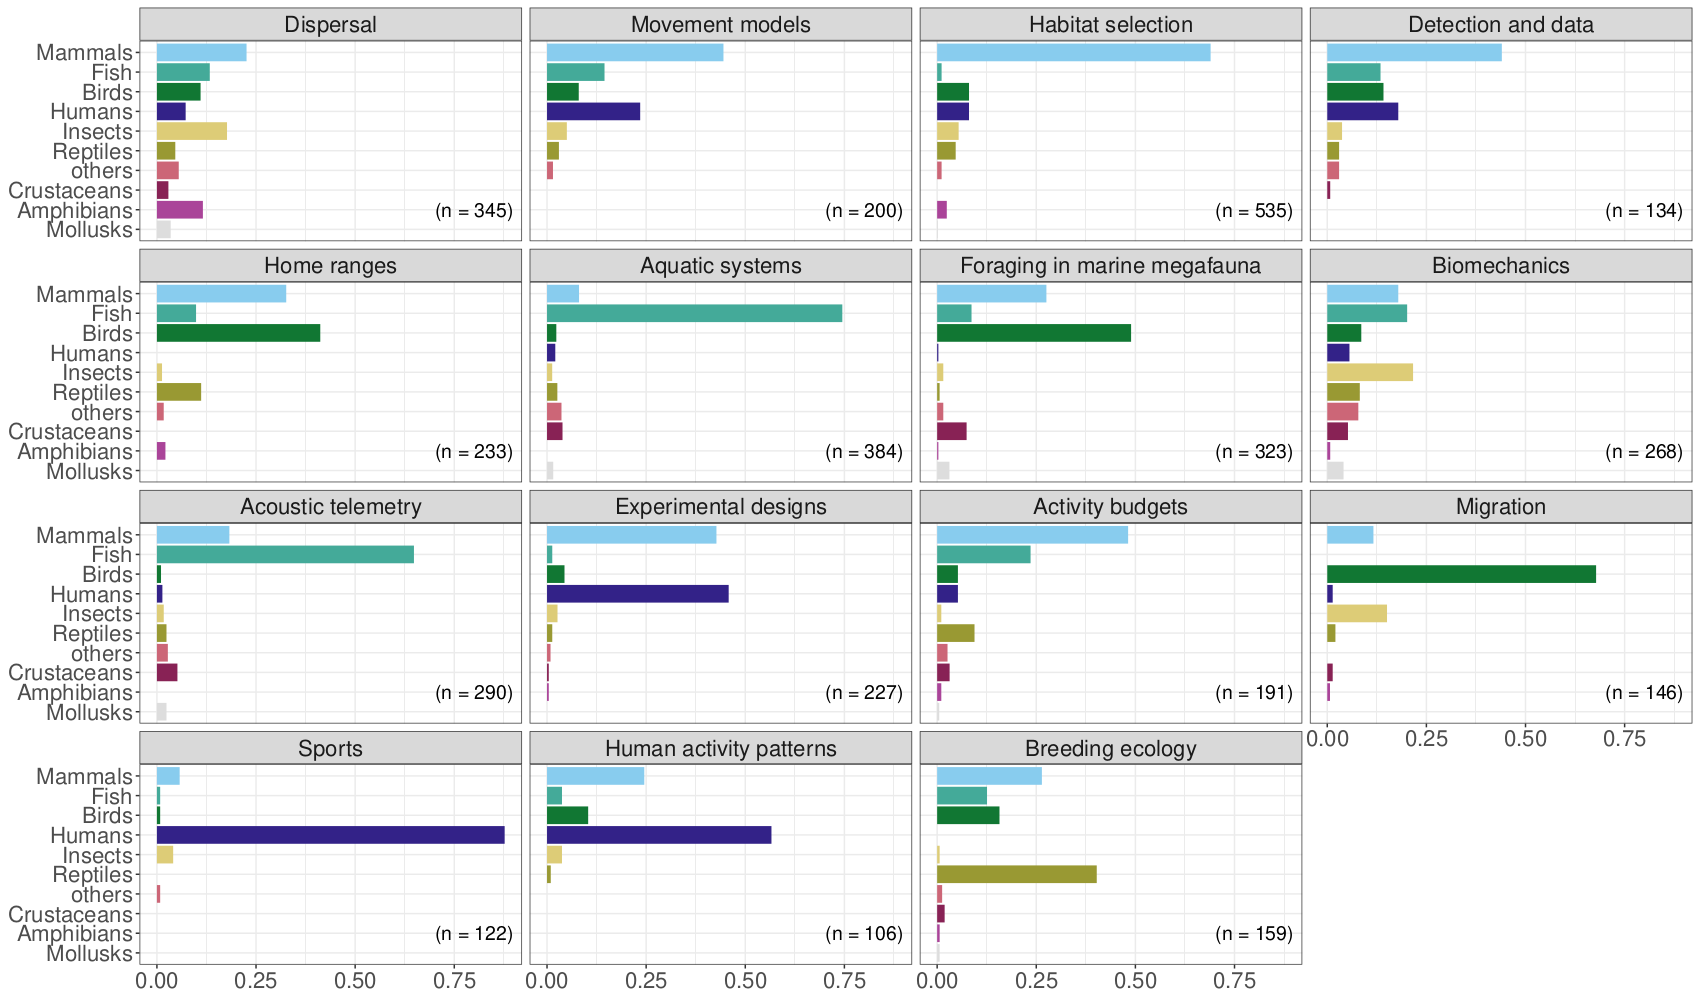 Dispersal
Movement models
Habitat selection
Detection and data
Mammals
Fish
Birds
Humans
Insects
Reptiles
others
Crustaceans
Amphibians
Mollusks
(n = 345)
(n = 200)
(n = 535)
(n = 134)
Home ranges
Aquatic systems
Foraging in marine megafauna
Biomechanics
Mammals
Fish
Birds
Humans
Insects
Reptiles
others
Crustaceans
Amphibians
Mollusks
(n = 233)
(n = 384)
(n = 323)
(n = 268)
Acoustic telemetry
Experimental designs
Activity budgets
Migration
Mammals
Fish
Birds
Humans
Insects
Reptiles
others
Crustaceans
Amphibians
Mollusks
(n = 290)
(n = 227)
(n = 191)
(n = 146)
0.00 0.25 0.50 0.75
Sports
Human activity patterns
Breeding ecology
Mammals
Fish
Birds
Humans
Insects
Reptiles
others
Crustaceans
Amphibians
Mollusks
(n = 122)
(n = 106)
(n = 159)
0.00 0.25 0.50 0.75
0.00 0.25 0.50 0.75
0.00 0.25 0.50 0.75